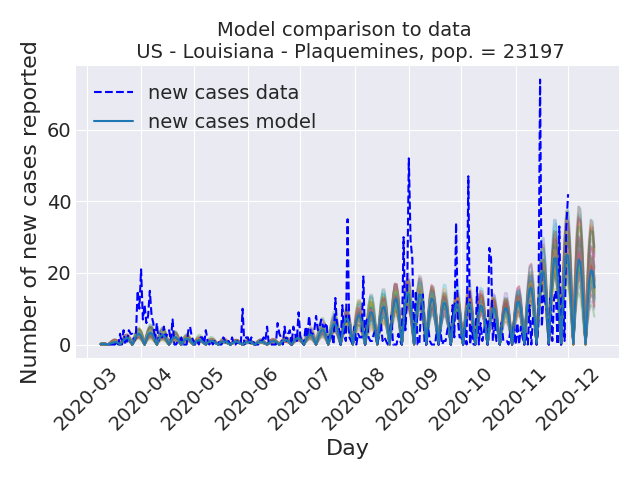 Model comparison to data
US - Louisiana - Plaquemines, pop. = 23197
Number of new cases reported
new cases data
new cases model
60
40
20
0
2020-03
2020-04
2020-05
2020-06
2020-07
2020-08
2020-09
2020-10
2020-11
2020-12
Day